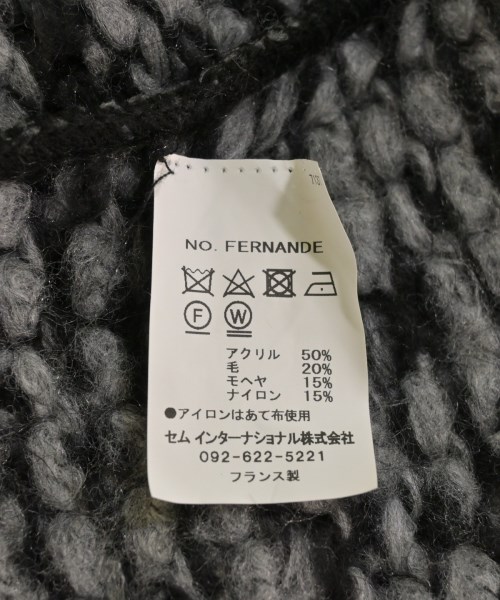 NO. FERNANDE
F W
アクリル 50%
毛 20%
モヘヤ 15%
ナイロン 15%
●アイロンはあて布使用
セム インターナショナル株式会社
092-622-5221
フランス製